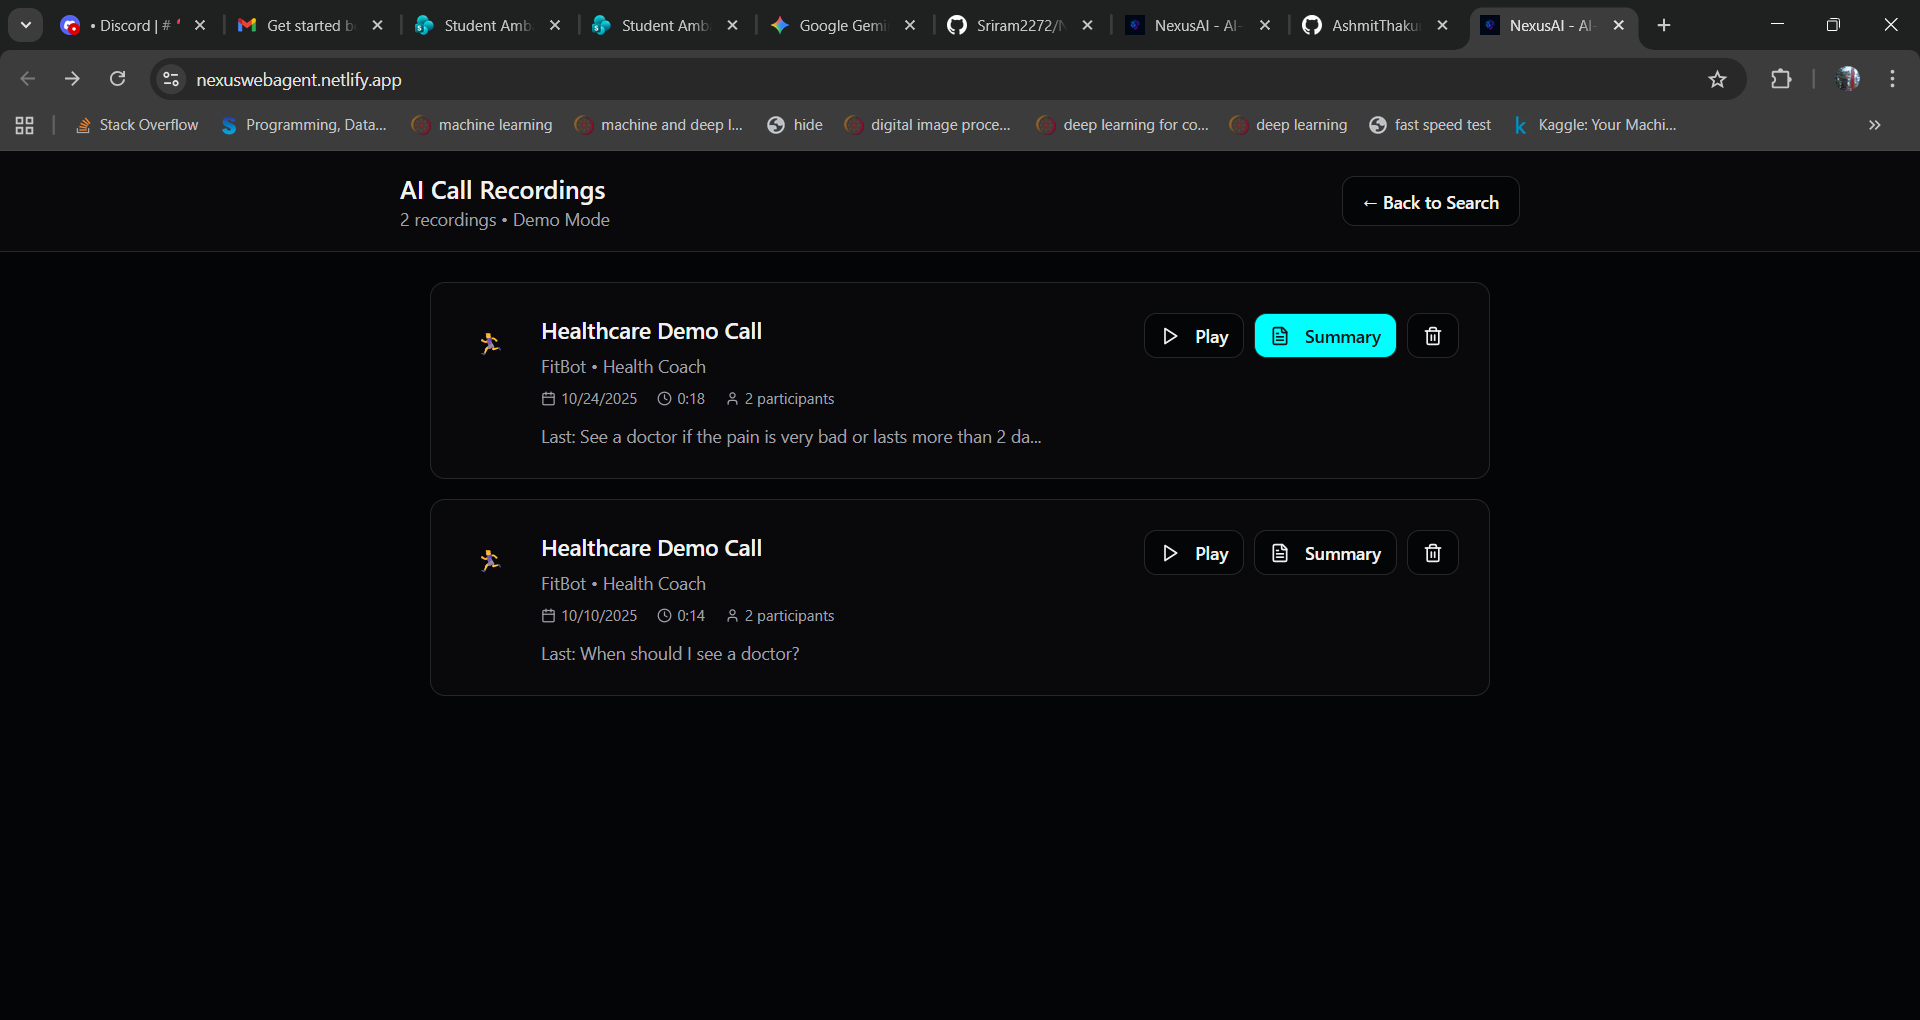 • Discord | #
Get started b
Student Amb
Student Amb
Google Gemi
Sriram2272/N
NexusAI - AI-
AshmitThaku
NexusAI - AI-
nexuswebagent.netlify.app
Stack Overflow
Programming, Data...
machine learning
machine and deep l...
hide
digital image proce...
deep learning for co...
deep learning
fast speed test
Kaggle: Your Machi...
AI Call Recordings
2 recordings • Demo Mode
← Back to Search
Healthcare Demo Call
FitBot • Health Coach
10/24/2025 0:18 2 participants
Last: See a doctor if the pain is very bad or lasts more than 2 da...
Play
Summary
Healthcare Demo Call
FitBot • Health Coach
10/10/2025 0:14 2 participants
Last: When should I see a doctor?
Play
Summary